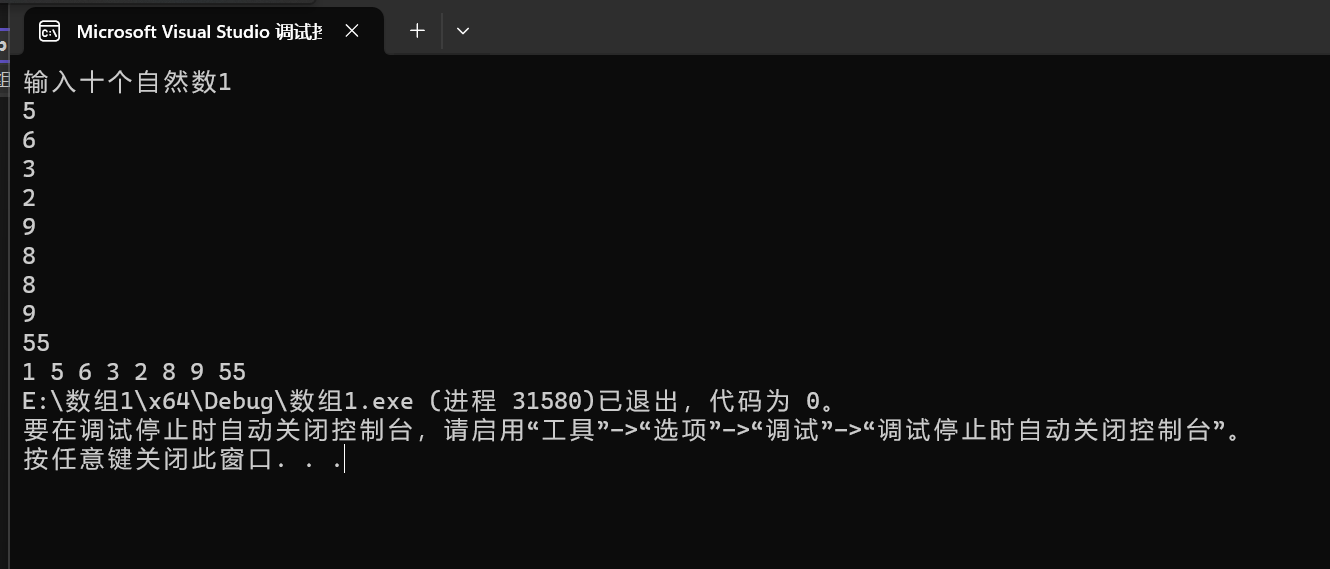 Microsoft Visual Studio 调试控
输入十个自然数1
5
6
3
2
9
8
8
9
55
1 5 6 3 2 8 9 55
E:\数组1\x64\Debug\数组1.exe (进程 31580)已退出，代码为 0。
要在调试停止时自动关闭控制台，请启用“工具”->“选项”->“调试”->“调试停止时自动关闭控制台”。
按任意键关闭此窗口. . .